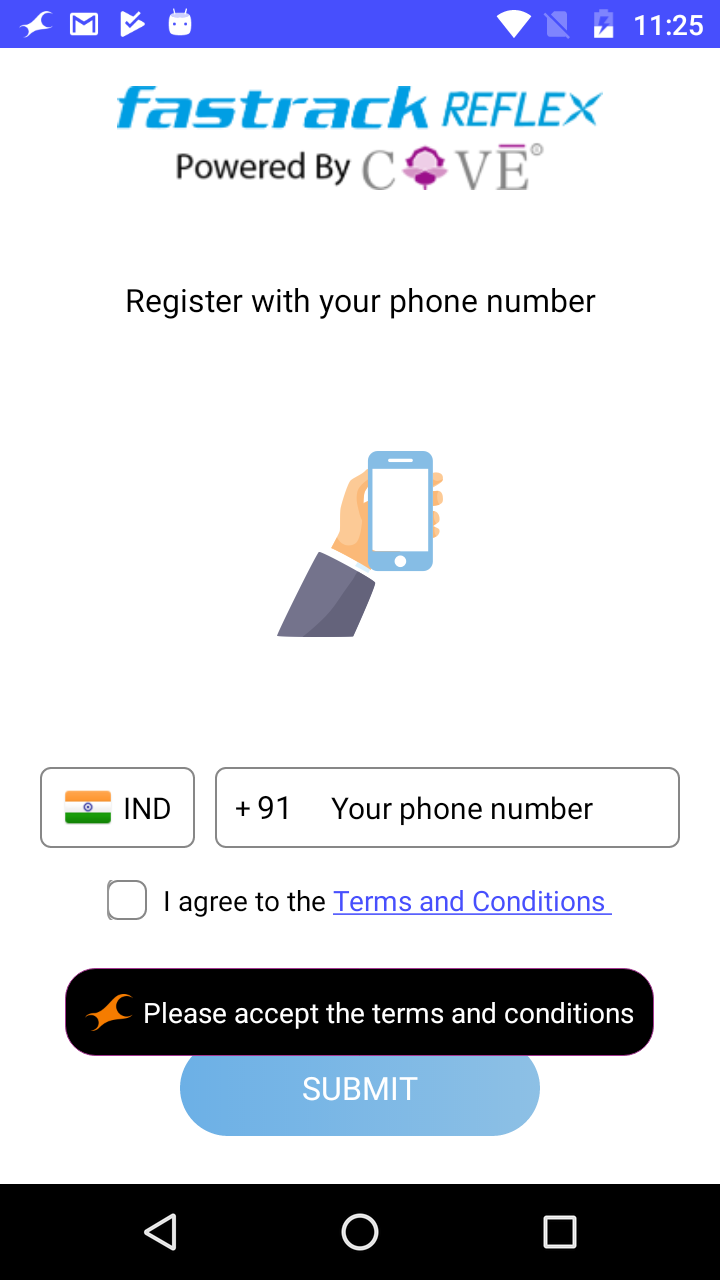 11:25
fastrack REFLEX
Powered By COVE®
Register with your phone number
IND
+ 91 Your phone number
I agree to the Terms and Conditions
Please accept the terms and conditions
SUBMIT